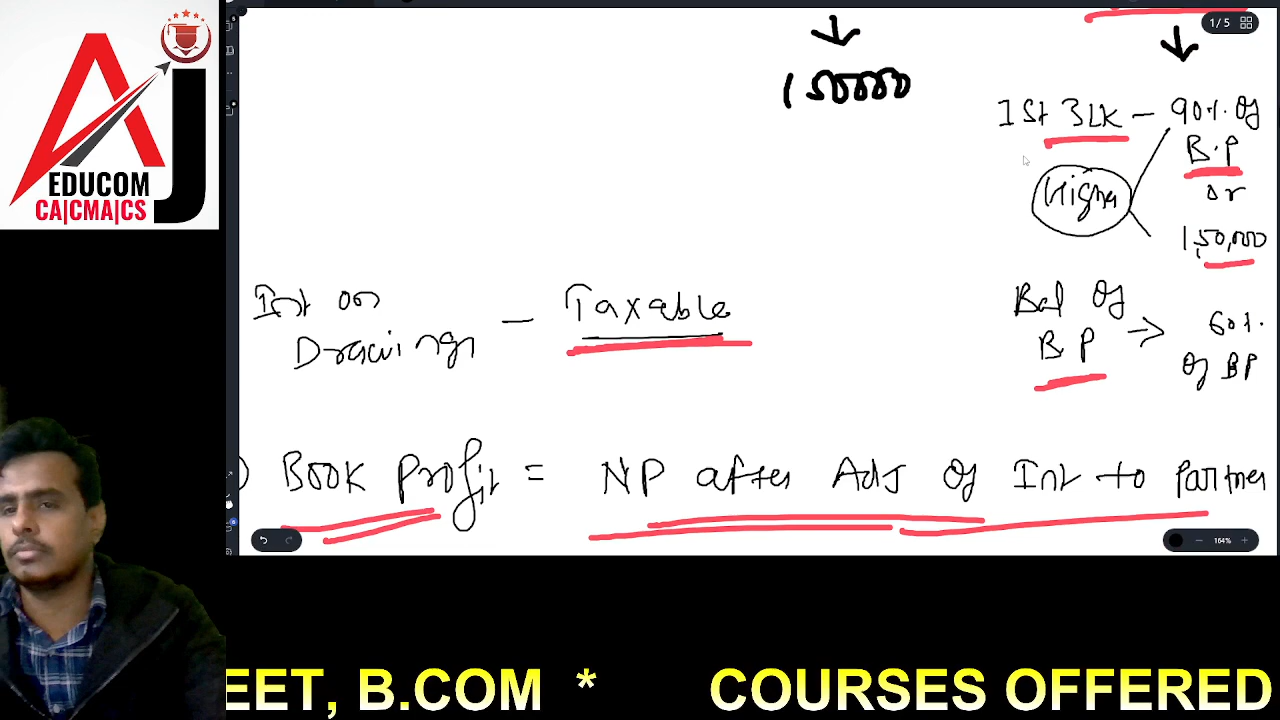 1/5
150000
1st 3LK - 90% Of
B.P
or
1,50,000
Higher
EDUCOM
CA|CMA|CS
Int on
Drawings - Taxable
Bal Of
BP
60%
Of BP
Book Profit = NP after Adj Of Int to Partner
164%
EET, B.COM * COURSES OFFERED